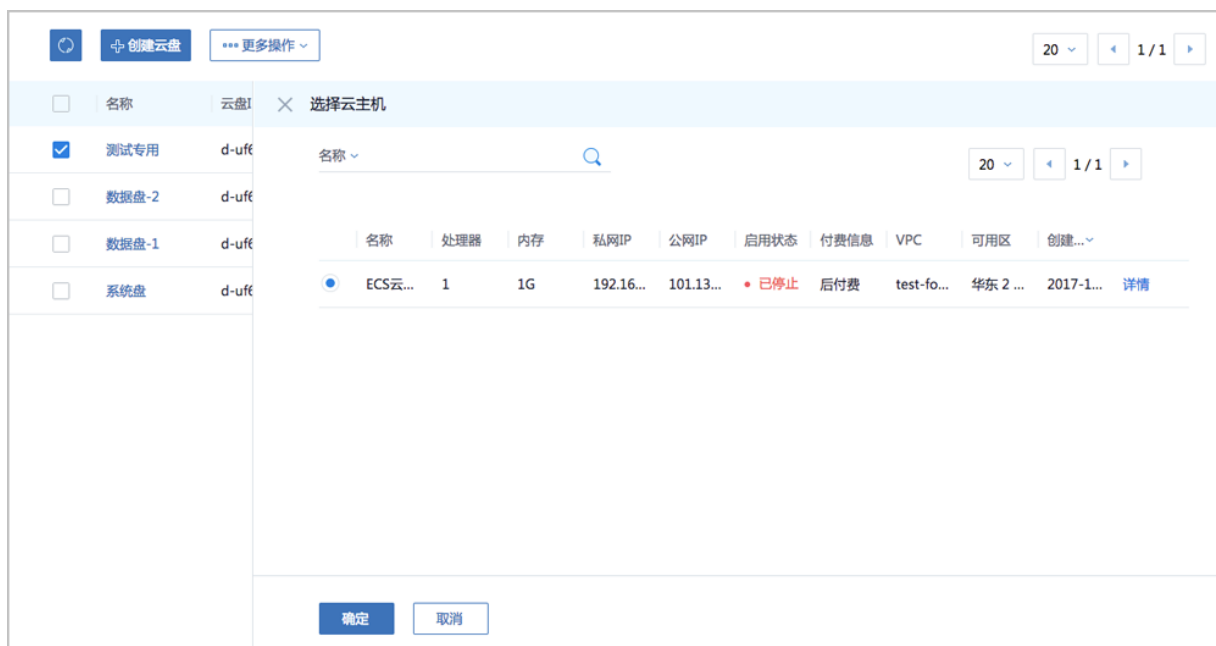 创建云盘 更多操作 20 1 / 1
名称 云盘I 选择云主机
测试专用 d-uf6 名称 20 1 / 1
数据盘-2 d-uf6
数据盘-1 d-uf6 名称 处理器 内存 私网IP 公网IP 启用状态 付费信息 VPC 可用区 创建...
系统盘 d-uf6 ECS云... 1 1G 192.16... 101.13... 已停止 后付费 test-fo... 华东 2 ... 2017-1... 详情
确定 取消